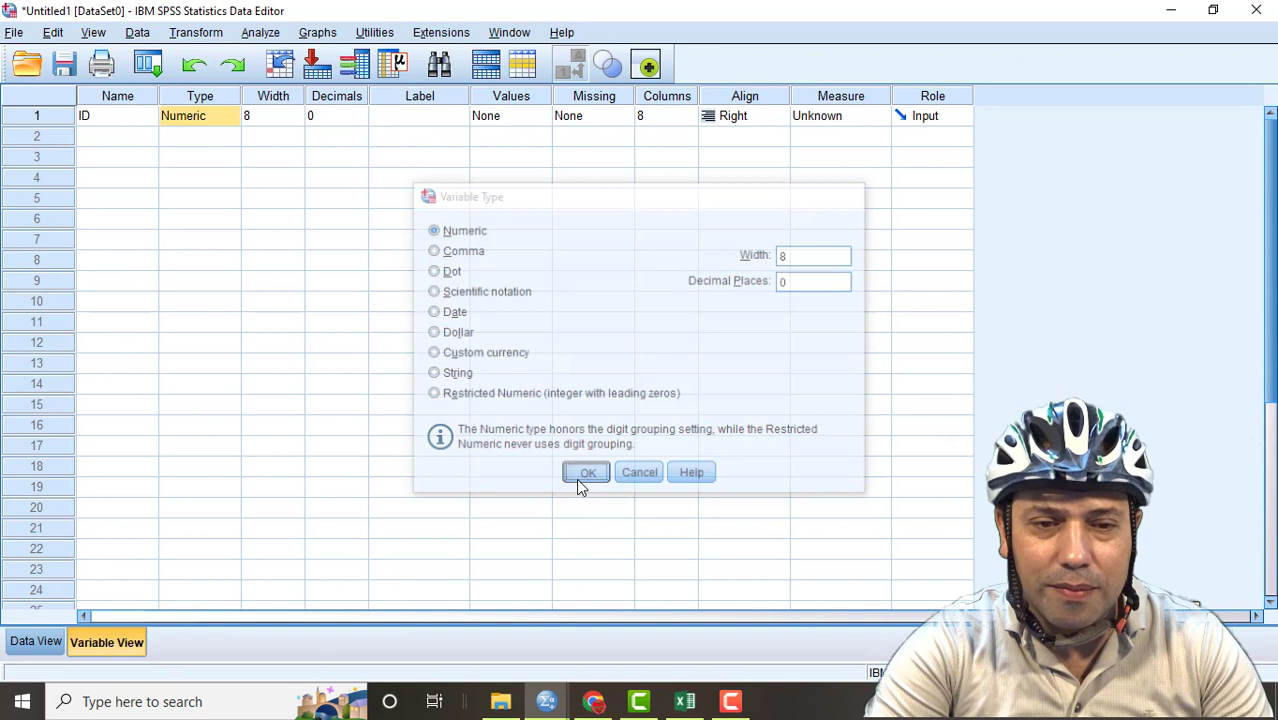 *Untitled1 [DataSet0] - IBM SPSS Statistics Data Editor
File Edit View Data Transform Analyze Graphs Utilities Extensions Window Help
Name Type Width Decimals Label Values Missing Columns Align Measure Role
1 ID Numeric 8 0 None None 8 Right Unknown Input
2
3
4
5
6
7
8
9
10
11
12
13
14
15
16
17
18
19
20
21
22
23
24
Variable Type
Numeric
Comma
Dot
Scientific notation
Date
Dollar
Custom currency
String
Restricted Numeric (integer with leading zeros)
Width: 8
Decimal Places: 0
The Numeric type honors the digit grouping setting, while the Restricted
Numeric never uses digit grouping.
OK Cancel Help
Data View Variable View
Type here to search